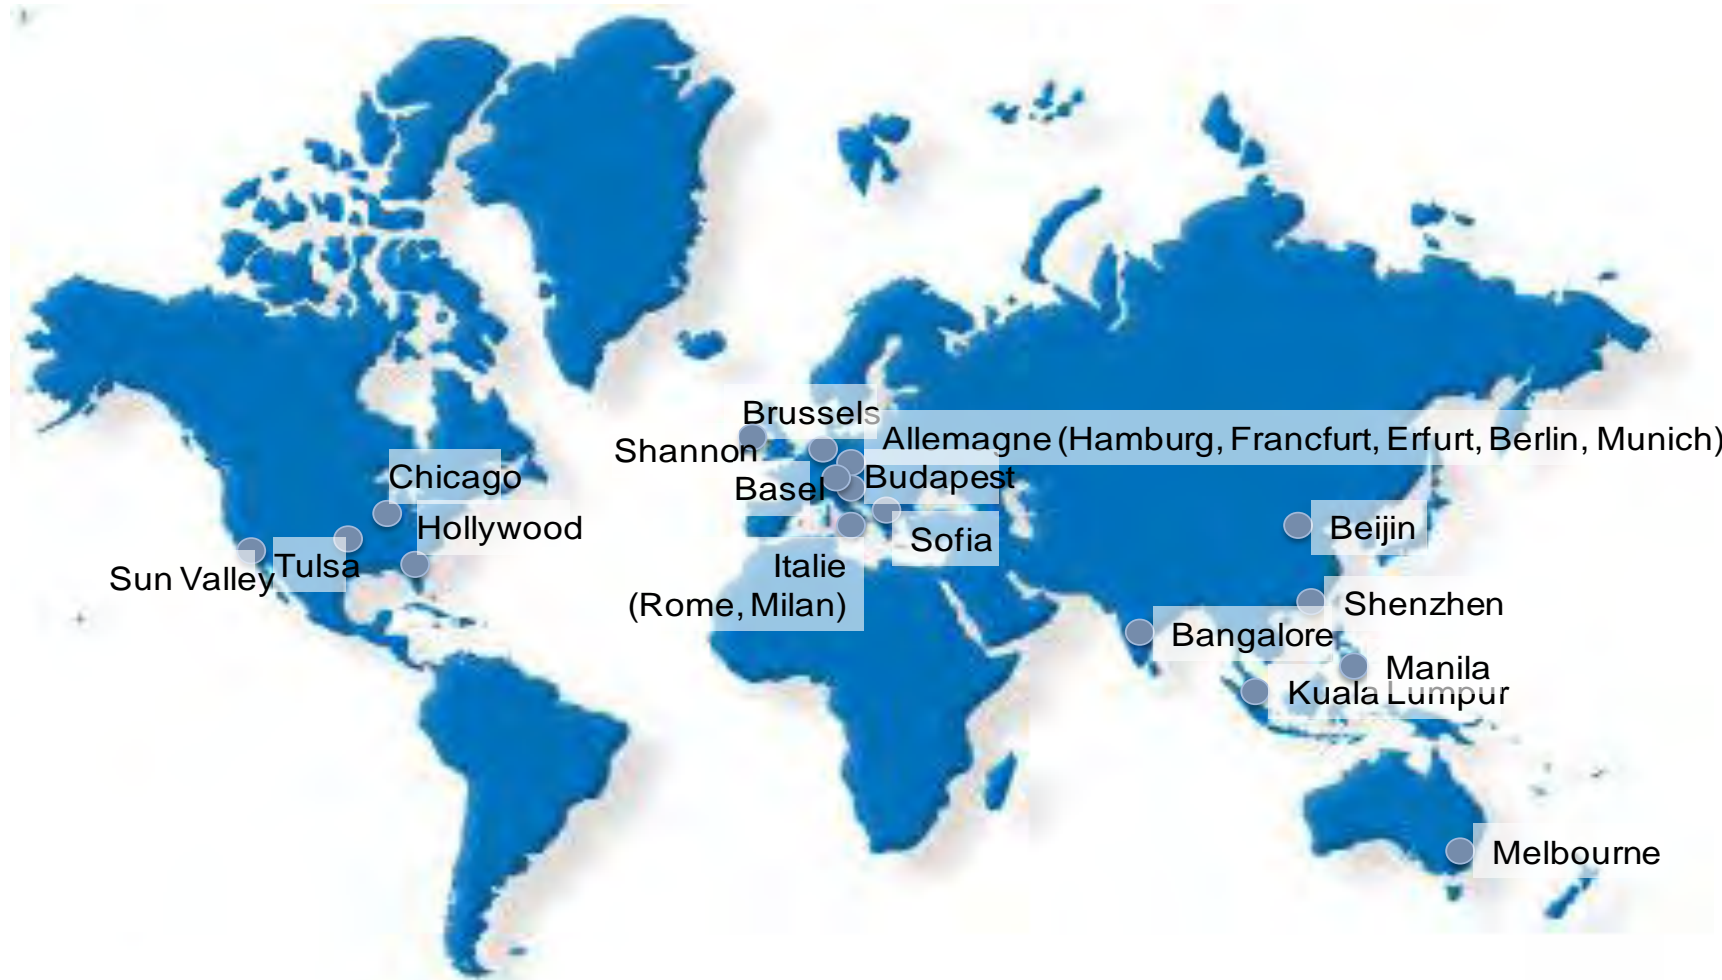 Brussels
Shannon
Allemagne (Hamburg, Francfurt, Erfurt, Berlin, Munich)
Chicago
Basel
Budapest
Hollywood
Sofia
Beijin
Sun Valley
Tulsa
Italie
(Rome, Milan)
Shenzhen
Bangalore
Manila
Kuala Lumpur
Melbourne